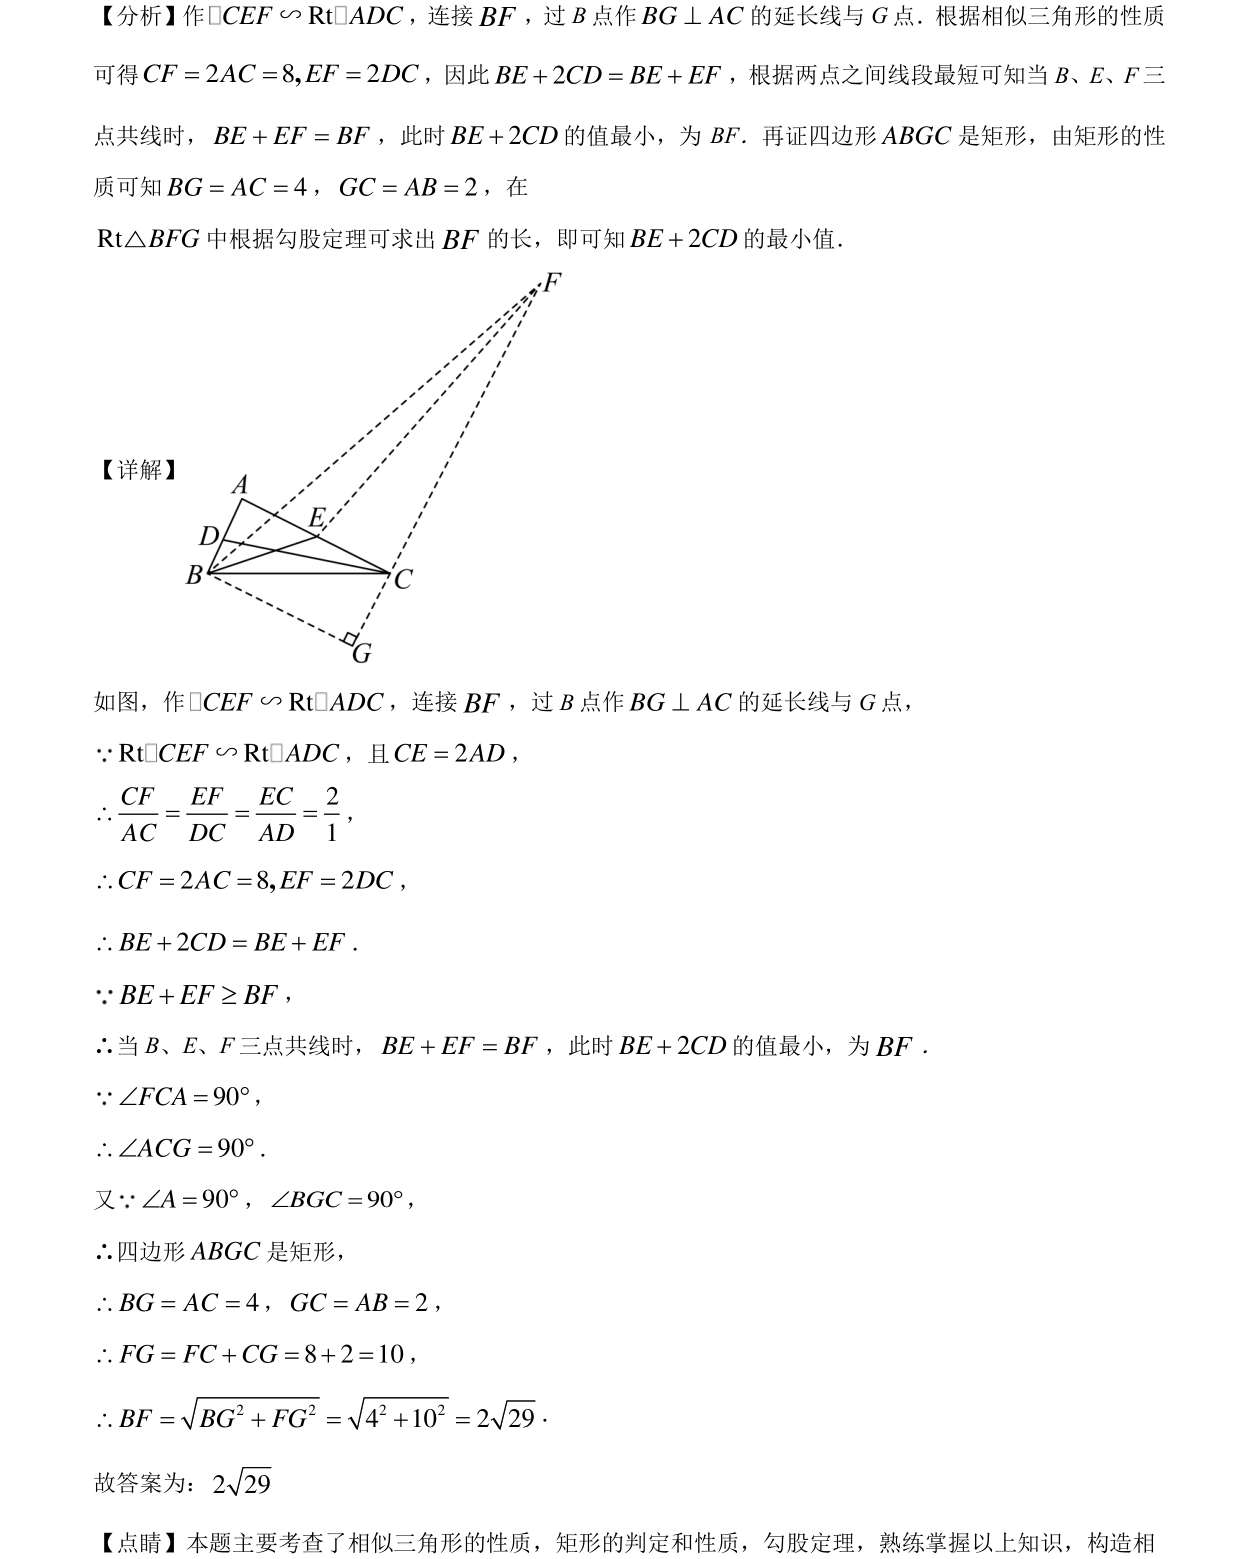 【分析】作□CEF∽Rt□ADC，连接BF，过B点作BG⊥AC的延长线与G点．根据相似三角形的性质
可得CF=2AC=8,EF=2DC，因此BE+2CD=BE+EF，根据两点之间线段最短可知当B、E、F三
点共线时，BE+EF=BF，此时BE+2CD的值最小，为BF．再证四边形ABGC是矩形，由矩形的性
质可知BG=AC=4，GC=AB=2，在
Rt△BFG中根据勾股定理可求出BF的长，即可知BE+2CD的最小值．
F
【详解】
A
E
D
B
C
G
如图，作□CEF∽Rt□ADC，连接BF，过B点作BG⊥AC的延长线与G点，
∵Rt□CEF∽Rt□ADC，且CE=2AD，
∴CF/AC=EF/DC=EC/AD=2/1，
∴CF=2AC=8,EF=2DC，
∴BE+2CD=BE+EF．
∵BE+EF≥BF，
∴当B、E、F三点共线时，BE+EF=BF，此时BE+2CD的值最小，为BF．
∵∠FCA=90°，
∴∠ACG=90°．
又∵∠A=90°，∠BGC=90°，
∴四边形ABGC是矩形，
∴BG=AC=4，GC=AB=2，
∴FG=FC+CG=8+2=10，
∴BF=√(BG²+FG²)=√(4²+10²)=2√29．
故答案为：2√29
【点睛】本题主要考查了相似三角形的性质，矩形的判定和性质，勾股定理，熟练掌握以上知识，构造相